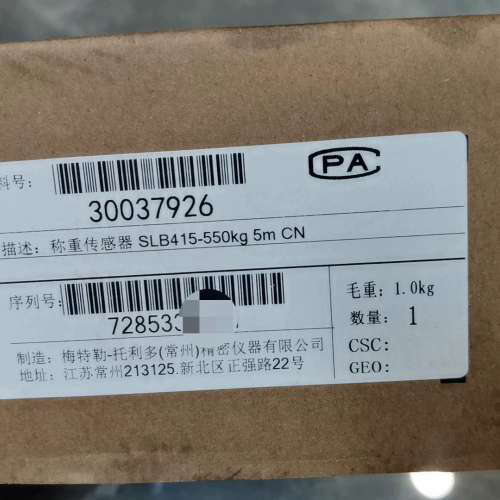 料号:
PA
30037926
描述: 称重传感器 SLB415-550kg 5m CN
序列号:
72853
毛重: 1.0kg
数量: 1
制造: 梅特勒-托利多(常州)精密仪器有限公司
地址: 江苏常州213125.新北区正强路22号
CSC:
GEO: